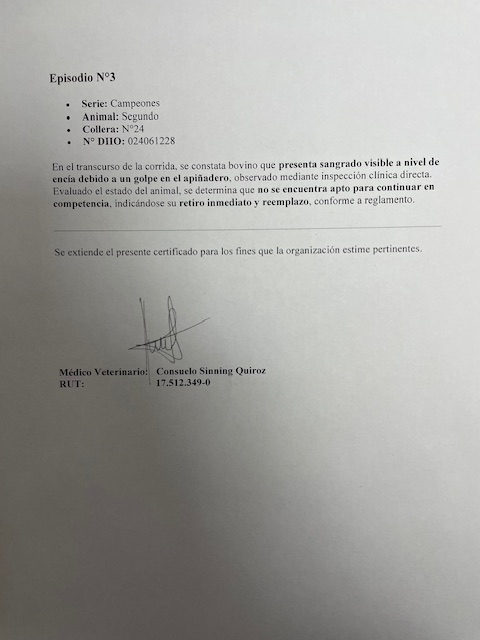 Episodio N°3
• Serie: Campeones
• Animal: Segundo
• Collera: N°24
• N° DIIO: 024061228
En el transcurso de la corrida, se constata bovino que presenta sangrado visible a nivel de
encía debido a un golpe en el apiñadero, observado mediante inspección clínica directa.
Evaluado el estado del animal, se determina que no se encuentra apto para continuar en
competencia, indicándose su retiro inmediato y reemplazo, conforme a reglamento.
Se extiende el presente certificado para los fines que la organización estime pertinentes.
Médico Veterinario: Consuelo Sinning Quiroz
RUT: 17.512.349-0